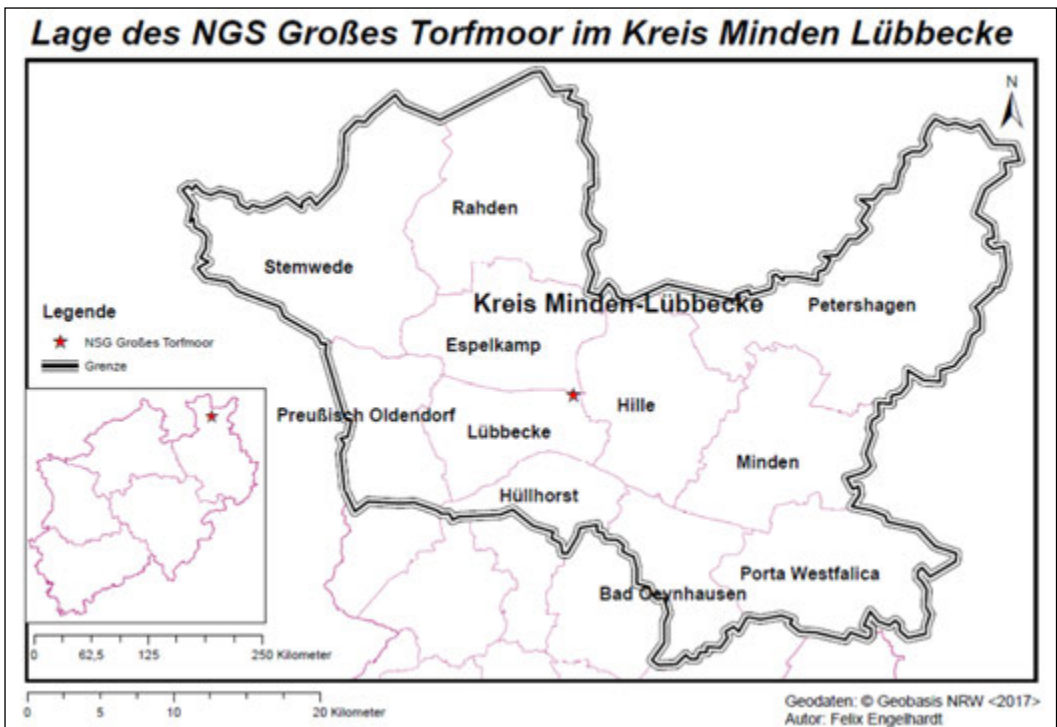 Lage des NGS Großes Torfmoor im Kreis Minden Lübbecke
N
Rahden
Stemwede
Kreis Minden-Lübbecke
Petershagen
Legende
NSG Großes Torfmoor
Grenze
Espelkamp
Preußisch Oldendorf
Hille
Lübbecke
Minden
Hüllhorst
Porta Westfalica
Bad Oeynhausen
0 62,5 125 250 Kilometer
0 5 10 20 Kilometer
Geodaten: © Geobasis NRW <2017>
Autor: Felix Engelhardt